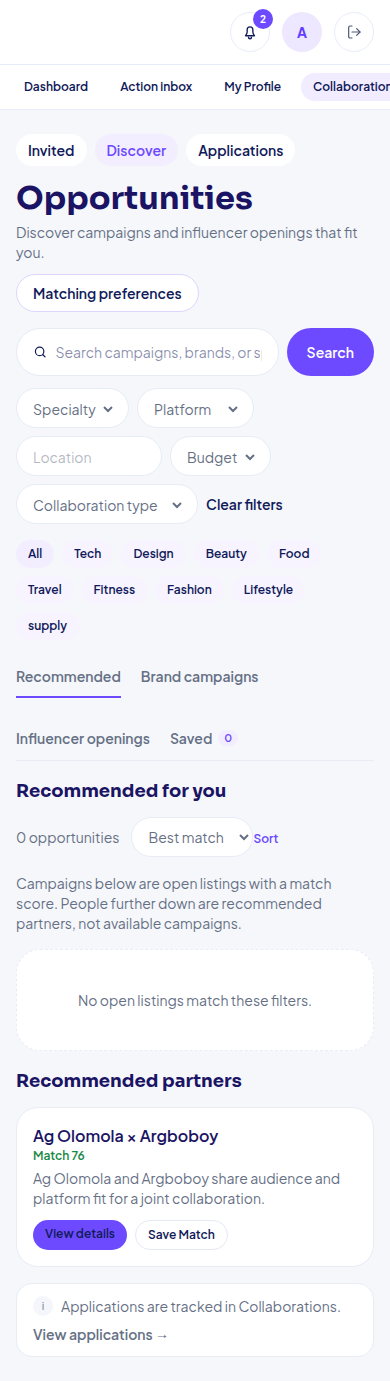 2
A
Dashboard Action Inbox My Profile Collaboration
Invited Discover Applications
Opportunities
Discover campaigns and influencer openings that fit
you.
Matching preferences
Search campaigns, brands, or s Search
Specialty Platform
Location Budget
Collaboration type Clear filters
All Tech Design Beauty Food
Travel Fitness Fashion Lifestyle
supply
Recommended Brand campaigns
Influencer openings Saved 0
Recommended for you
0 opportunities Best match Sort
Campaigns below are open listings with a match
score. People further down are recommended
partners, not available campaigns.
No open listings match these filters.
Recommended partners
Ag Olomola × Argboboy
Match 76
Ag Olomola and Argboboy share audience and
platform fit for a joint collaboration.
View details Save Match
i Applications are tracked in Collaborations.
View applications →